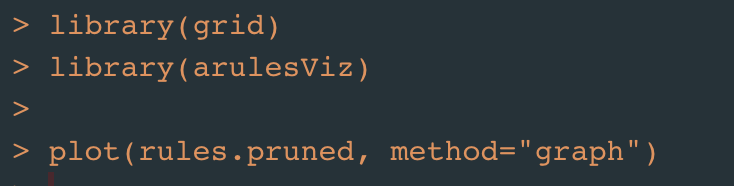 > library(grid)
> library(arulesViz)
>
> plot(rules.pruned, method="graph")